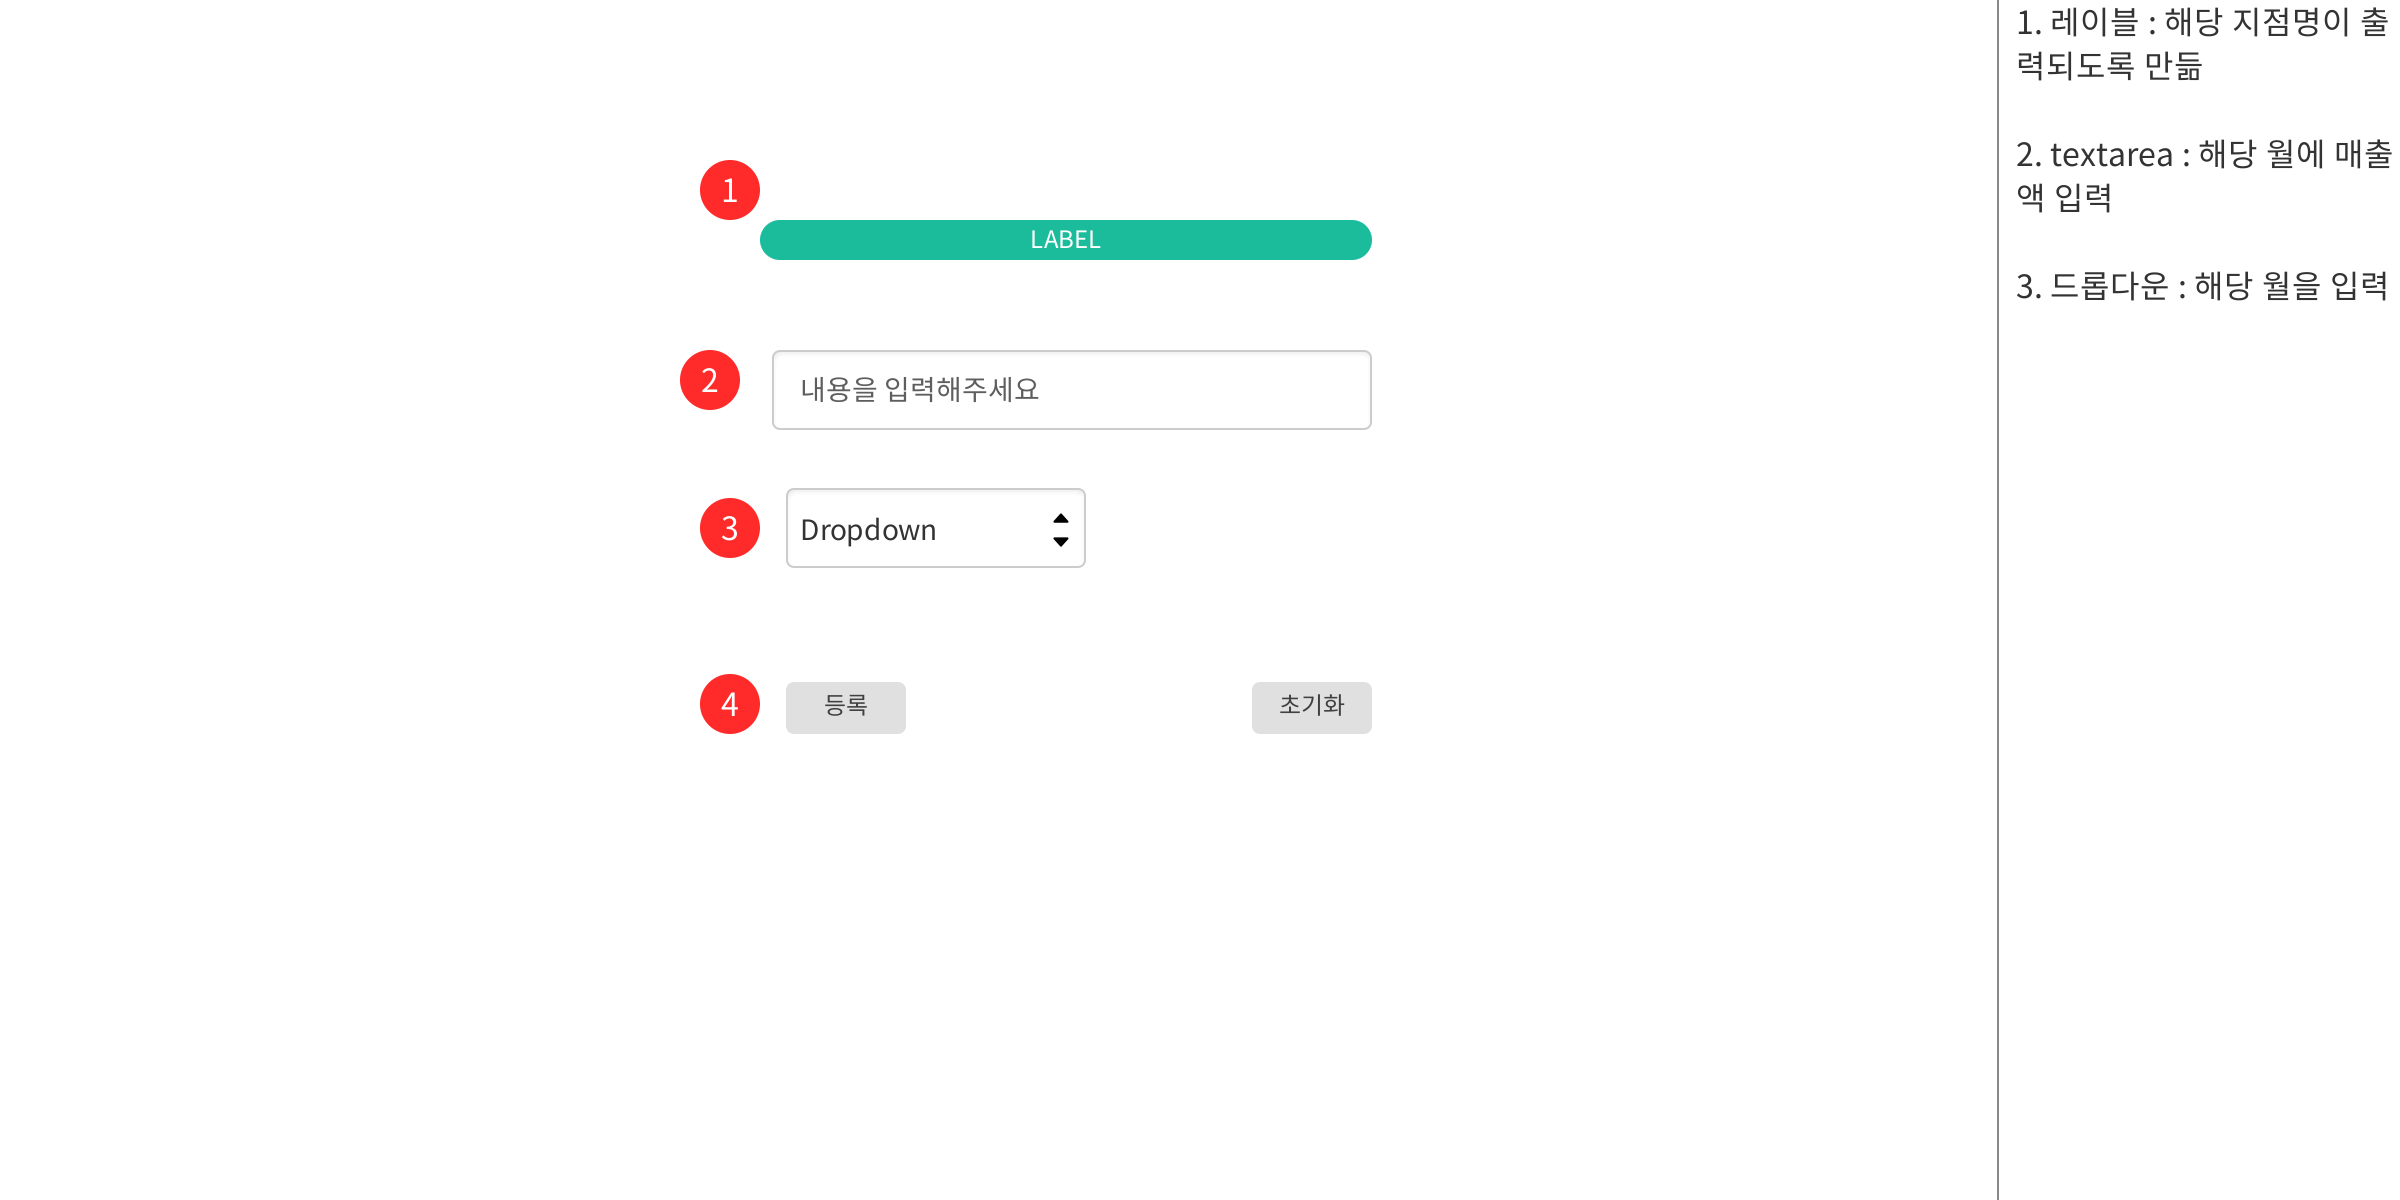 1
LABEL
2
내용을 입력해주세요
3
Dropdown
4
등록
초기화
1. 레이블 : 해당 지점명이 출
력되도록 만듦
2. textarea : 해당 월에 매출
액 입력
3. 드롭다운 : 해당 월을 입력